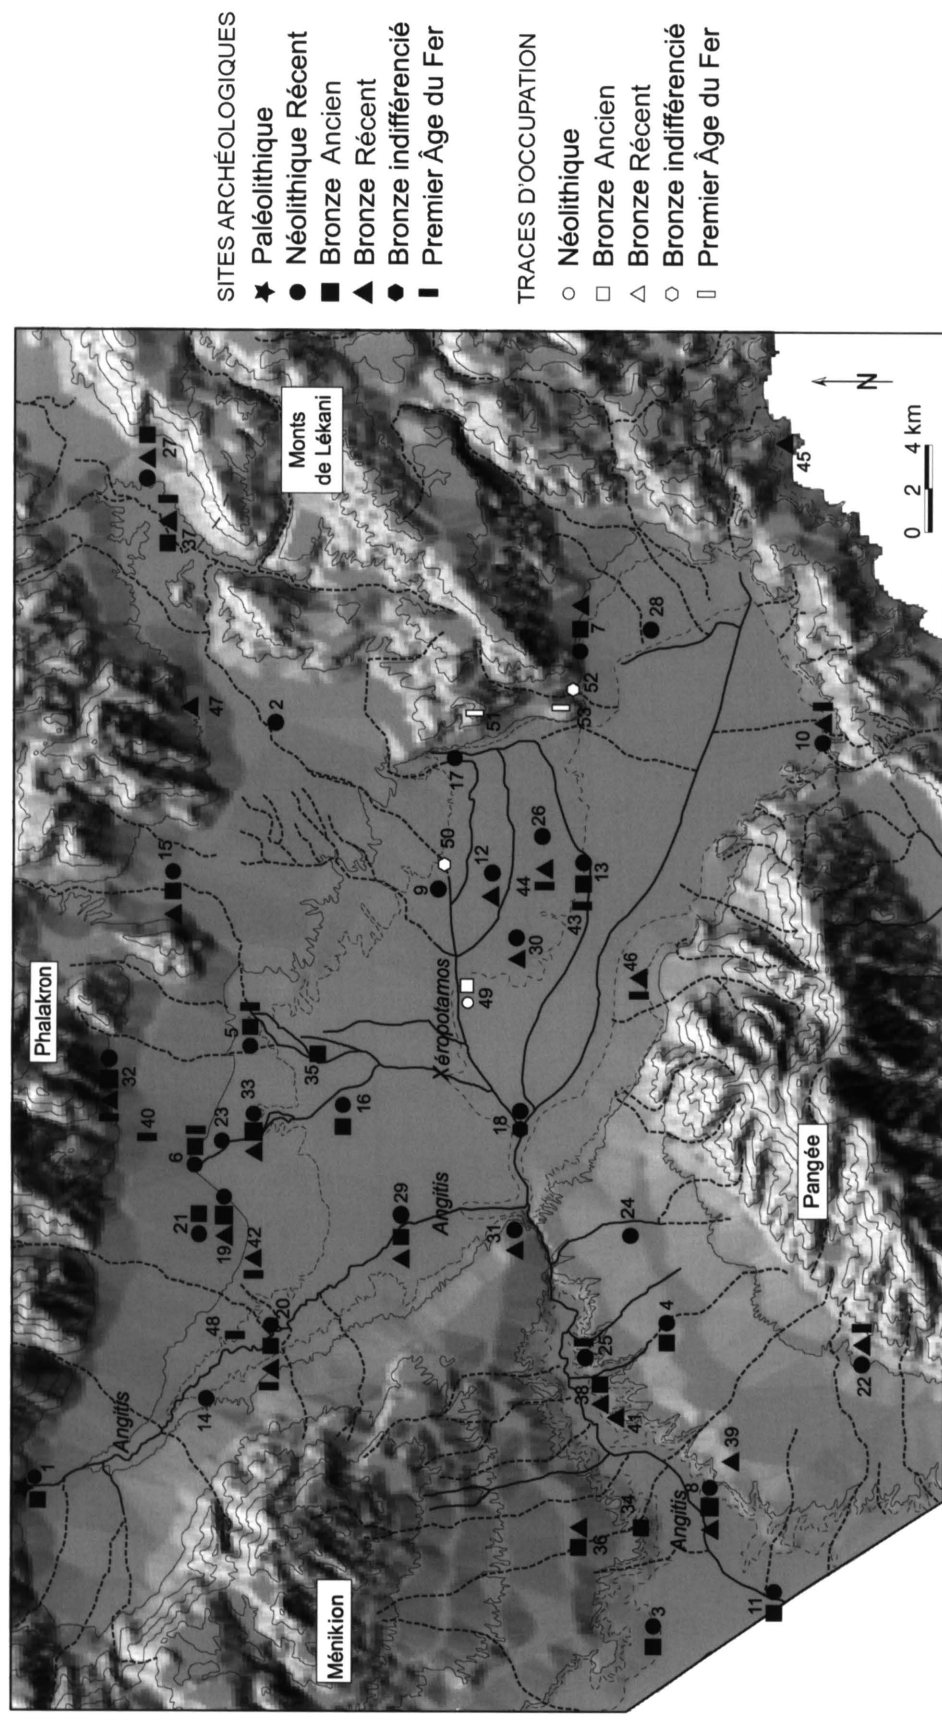 Phalakron
Ménikion
Monts
de Lékani
Pangée
Angitis
Angitis
Angitis
Xéropotamos
1
14
48
20
42
19
21
6
23
40
32
33
5
35
16
15
47
2
37
27
29
31
18
49
30
9
50
12
44
26
43
13
17
51
53
52
7
28
45
10
46
24
4
25
38
41
39
8
36
34
3
11
22
0 2 4 km
N
SITES ARCHÉOLOGIQUES
Paléolithique
Néolithique Récent
Bronze Ancien
Bronze Récent
Bronze indifférencié
Premier Âge du Fer
TRACES D'OCCUPATION
Néolithique
Bronze Ancien
Bronze Récent
Bronze indifférencié
Premier Âge du Fer